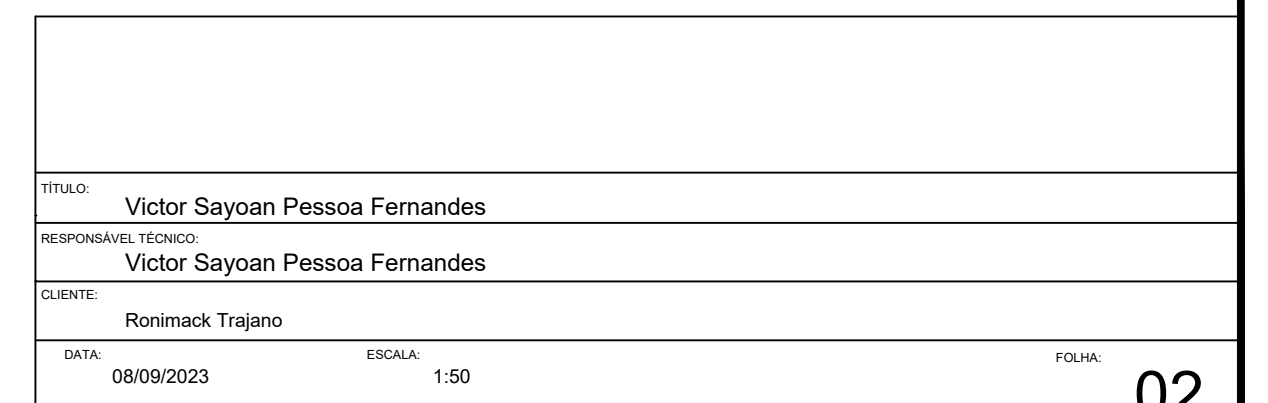 TÍTULO:
Victor Sayoan Pessoa Fernandes
RESPONSÁVEL TÉCNICO:
Victor Sayoan Pessoa Fernandes
CLIENTE:
Ronimack Trajano
DATA: ESCALA: FOLHA:
08/09/2023 1:50 02